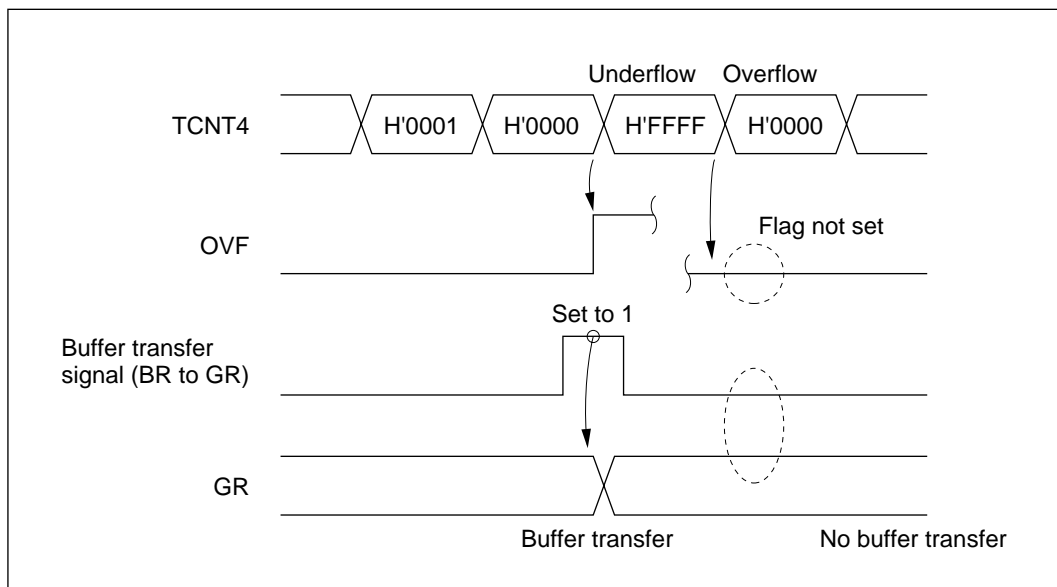 Underflow Overflow
TCNT4 H'0001 H'0000 H'FFFF H'0000
Flag not set
OVF
Set to 1
Buffer transfer
signal (BR to GR)
GR
Buffer transfer No buffer transfer